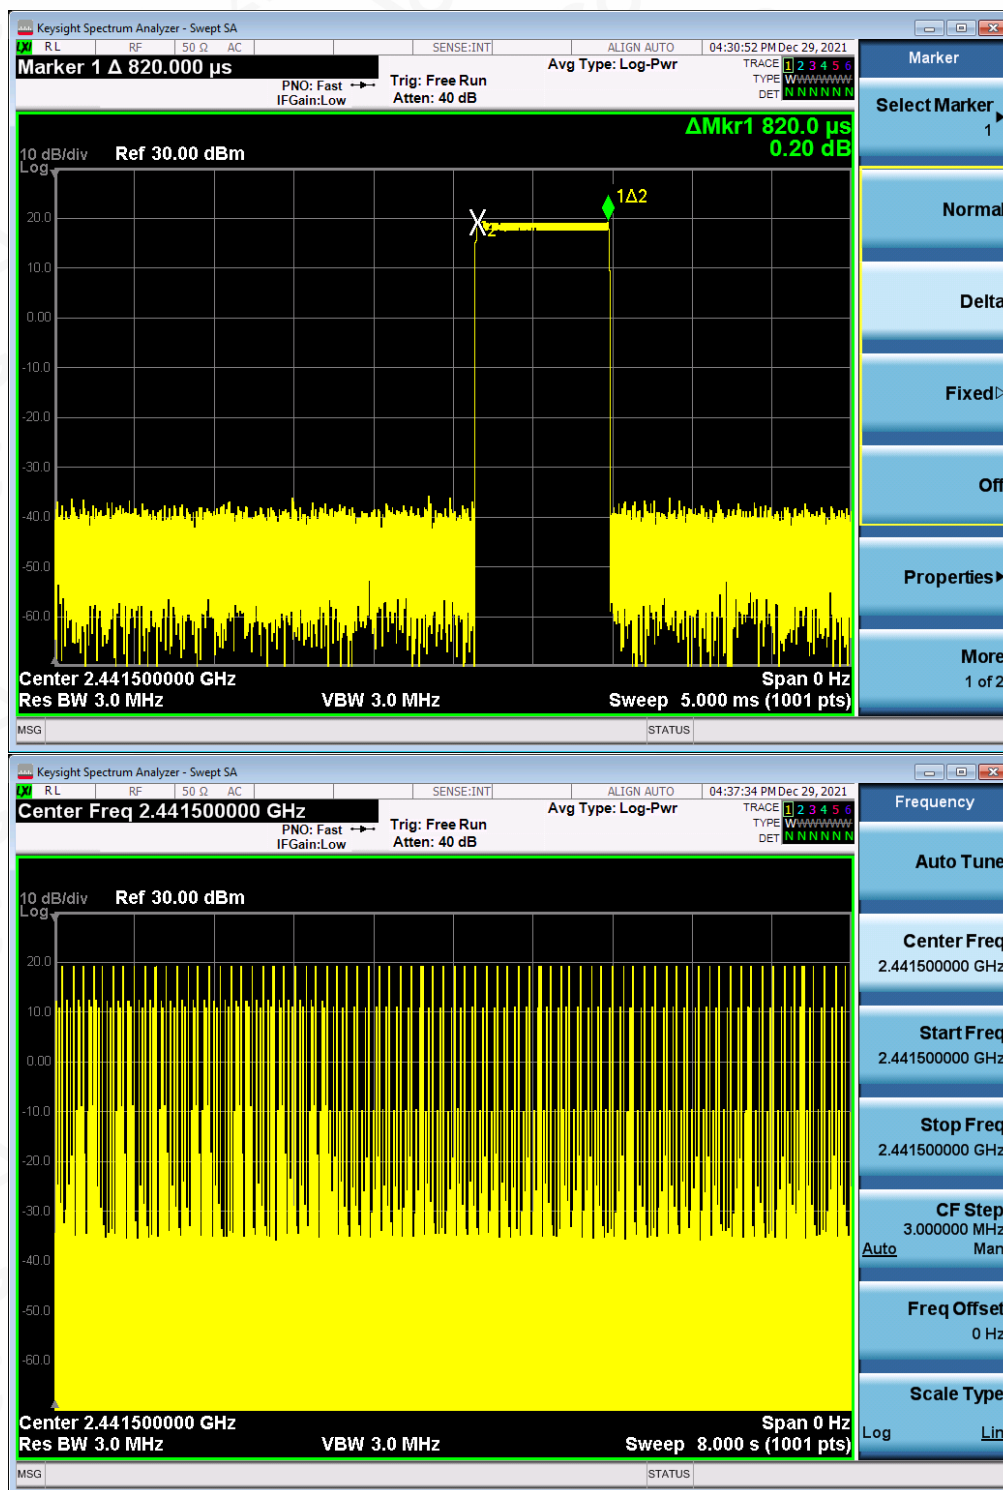 Keysight Spectrum Analyzer - Swept SA
LXI RL RF 50 Ω AC SENSE:INT ALIGN AUTO 04:30:52 PM Dec 29, 2021
Marker 1 Δ 820.000 µs
PNO: Fast
IFGain:Low
Trig: Free Run
Atten: 40 dB
Avg Type: Log-Pwr
TRACE 1 2 3 4 5 6
TYPE WWWWWW
DET N N N N N N
ΔMkr1 820.0 µs
0.20 dB
10 dB/div Ref 30.00 dBm
Log
1Δ2
20.0
X2
10.0
0.00
-10.0
-20.0
-30.0
-40.0
-50.0
-60.0
Center 2.441500000 GHz Span 0 Hz
Res BW 3.0 MHz VBW 3.0 MHz Sweep 5.000 ms (1001 pts)
MSG STATUS
Marker
Select Marker
1
Normal
Delta
Fixed
Off
Properties
More
1 of 2
Keysight Spectrum Analyzer - Swept SA
LXI RL RF 50 Ω AC SENSE:INT ALIGN AUTO 04:37:34 PM Dec 29, 2021
Center Freq 2.441500000 GHz
PNO: Fast
IFGain:Low
Trig: Free Run
Atten: 40 dB
Avg Type: Log-Pwr
TRACE 1 2 3 4 5 6
TYPE WWWWWW
DET N N N N N N
10 dB/div Ref 30.00 dBm
Log
20.0
10.0
0.00
-10.0
-20.0
-30.0
-40.0
-50.0
-60.0
Center 2.441500000 GHz Span 0 Hz
Res BW 3.0 MHz VBW 3.0 MHz Sweep 8.000 s (1001 pts)
MSG STATUS
Frequency
Auto Tune
Center Freq
2.441500000 GHz
Start Freq
2.441500000 GHz
Stop Freq
2.441500000 GHz
CF Step
3.000000 MHz
Auto Man
Freq Offset
0 Hz
Scale Type
Log Lin